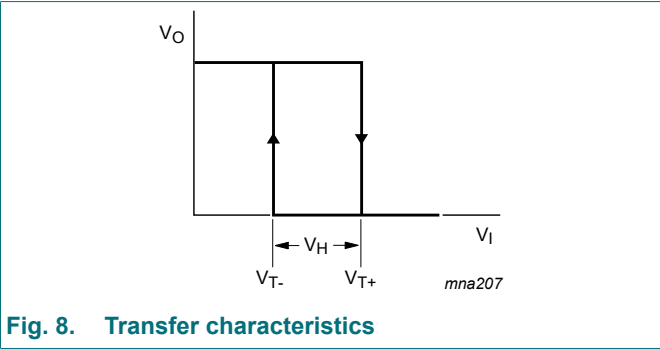 VO
VH
VI
VT-
VT+
mna207
Fig. 8. Transfer characteristics